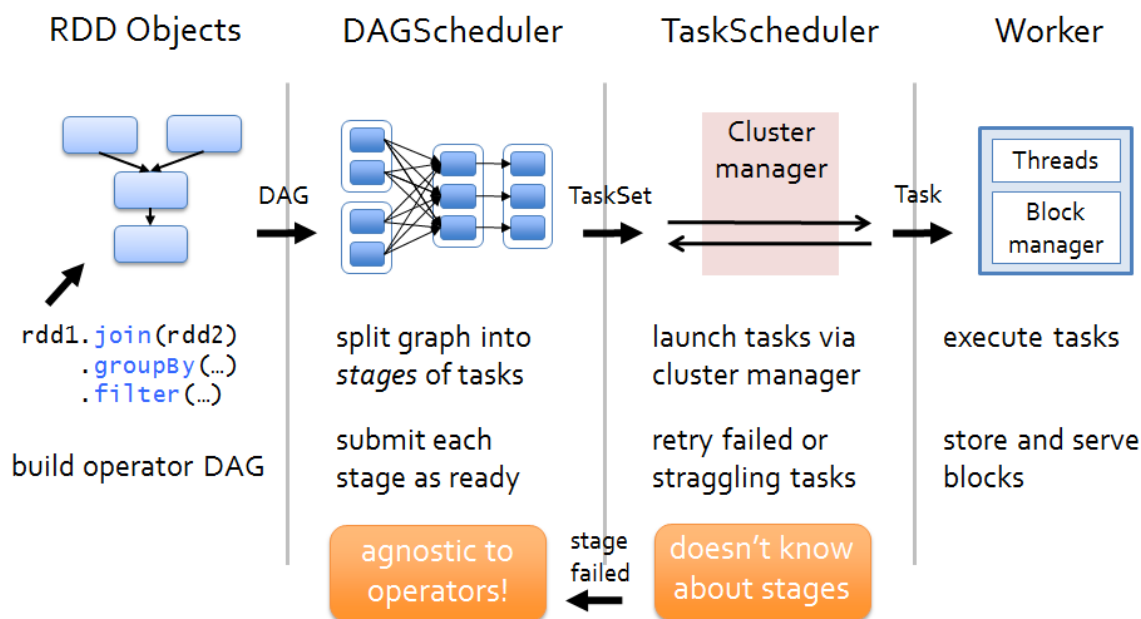 RDD Objects
DAGScheduler
TaskScheduler
Worker
DAG
TaskSet
Cluster
manager
Task
Threads
Block
manager
rdd1.join(rdd2)
.groupBy(…)
.filter(…)
build operator DAG
split graph into
stages of tasks
submit each
stage as ready
agnostic to
operators!
launch tasks via
cluster manager
retry failed or
straggling tasks
stage
failed
doesn't know
about stages
execute tasks
store and serve
blocks